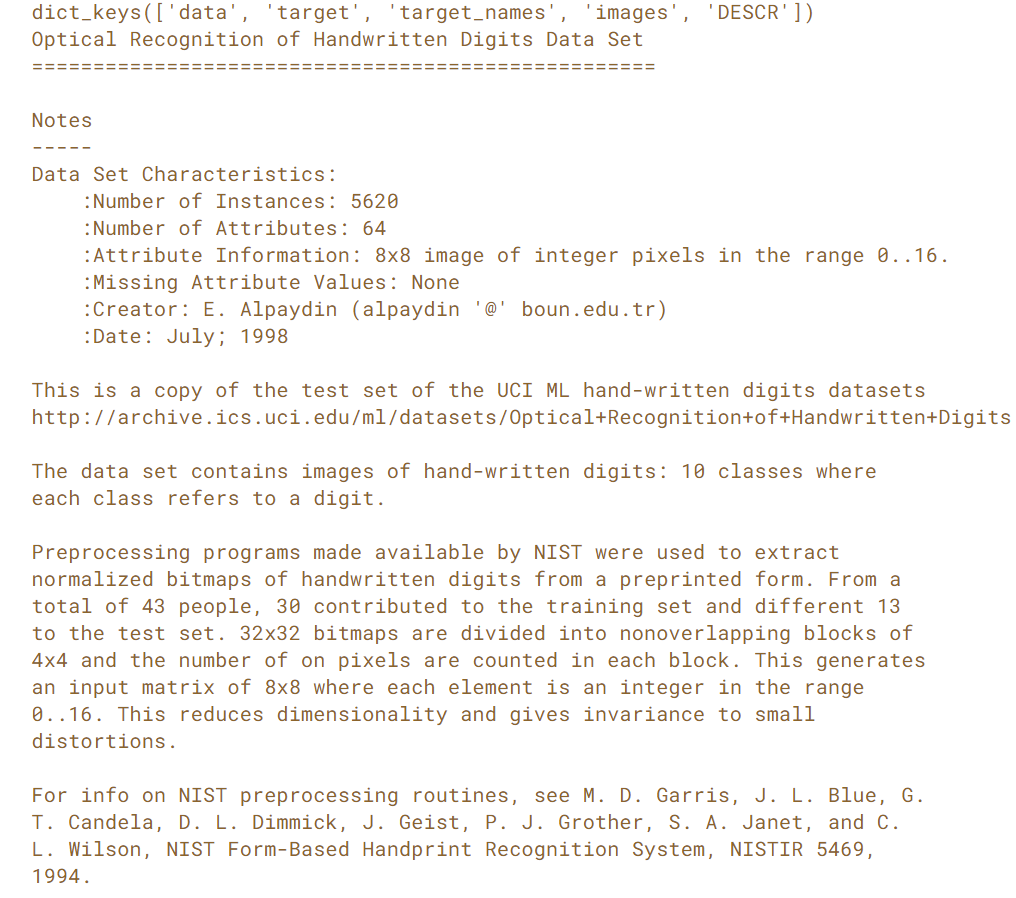 dict_keys(['data', 'target', 'target_names', 'images', 'DESCR'])
Optical Recognition of Handwritten Digits Data Set
===================================================
Notes
-----
Data Set Characteristics:
:Number of Instances: 5620
:Number of Attributes: 64
:Attribute Information: 8x8 image of integer pixels in the range 0..16.
:Missing Attribute Values: None
:Creator: E. Alpaydin (alpaydin '@' boun.edu.tr)
:Date: July; 1998
This is a copy of the test set of the UCI ML hand-written digits datasets
http://archive.ics.uci.edu/ml/datasets/Optical+Recognition+of+Handwritten+Digits
The data set contains images of hand-written digits: 10 classes where
each class refers to a digit.
Preprocessing programs made available by NIST were used to extract
normalized bitmaps of handwritten digits from a preprinted form. From a
total of 43 people, 30 contributed to the training set and different 13
to the test set. 32x32 bitmaps are divided into nonoverlapping blocks of
4x4 and the number of on pixels are counted in each block. This generates
an input matrix of 8x8 where each element is an integer in the range
0..16. This reduces dimensionality and gives invariance to small
distortions.
For info on NIST preprocessing routines, see M. D. Garris, J. L. Blue, G.
T. Candela, D. L. Dimmick, J. Geist, P. J. Grother, S. A. Janet, and C.
L. Wilson, NIST Form-Based Handprint Recognition System, NISTIR 5469,
1994.